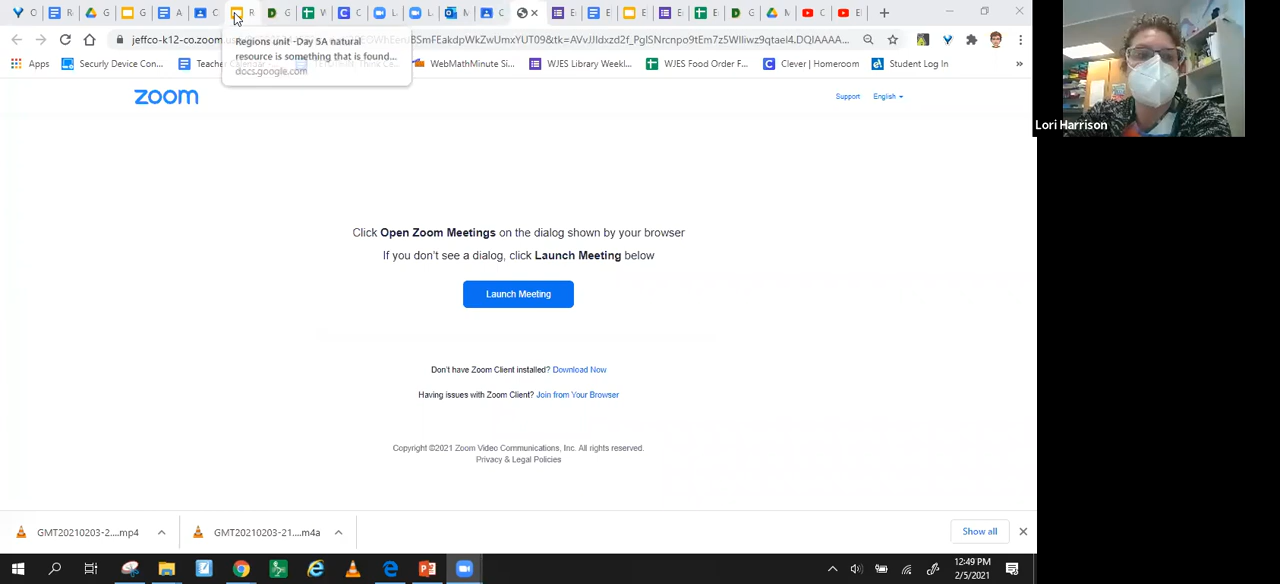 jeffco-k12-co.zoom.us
Regions unit -Day 5A natural
resource is something that is found...
docs.google.com
Apps
Securly Device Con...
WebMathMinute Si...
WJES Library Weekl...
WJES Food Order F...
Clever | Homeroom
Student Log In
»
zoom
Support
English
Lori Harrison
Click Open Zoom Meetings on the dialog shown by your browser
If you don't see a dialog, click Launch Meeting below
Launch Meeting
Don't have Zoom Client installed? Download Now
Having issues with Zoom Client? Join from Your Browser
Copyright ©2021 Zoom Video Communications, Inc. All rights reserved.
Privacy & Legal Policies
GMT20210203-2....mp4
GMT20210203-21....m4a
Show all
12:49 PM
2/5/2021